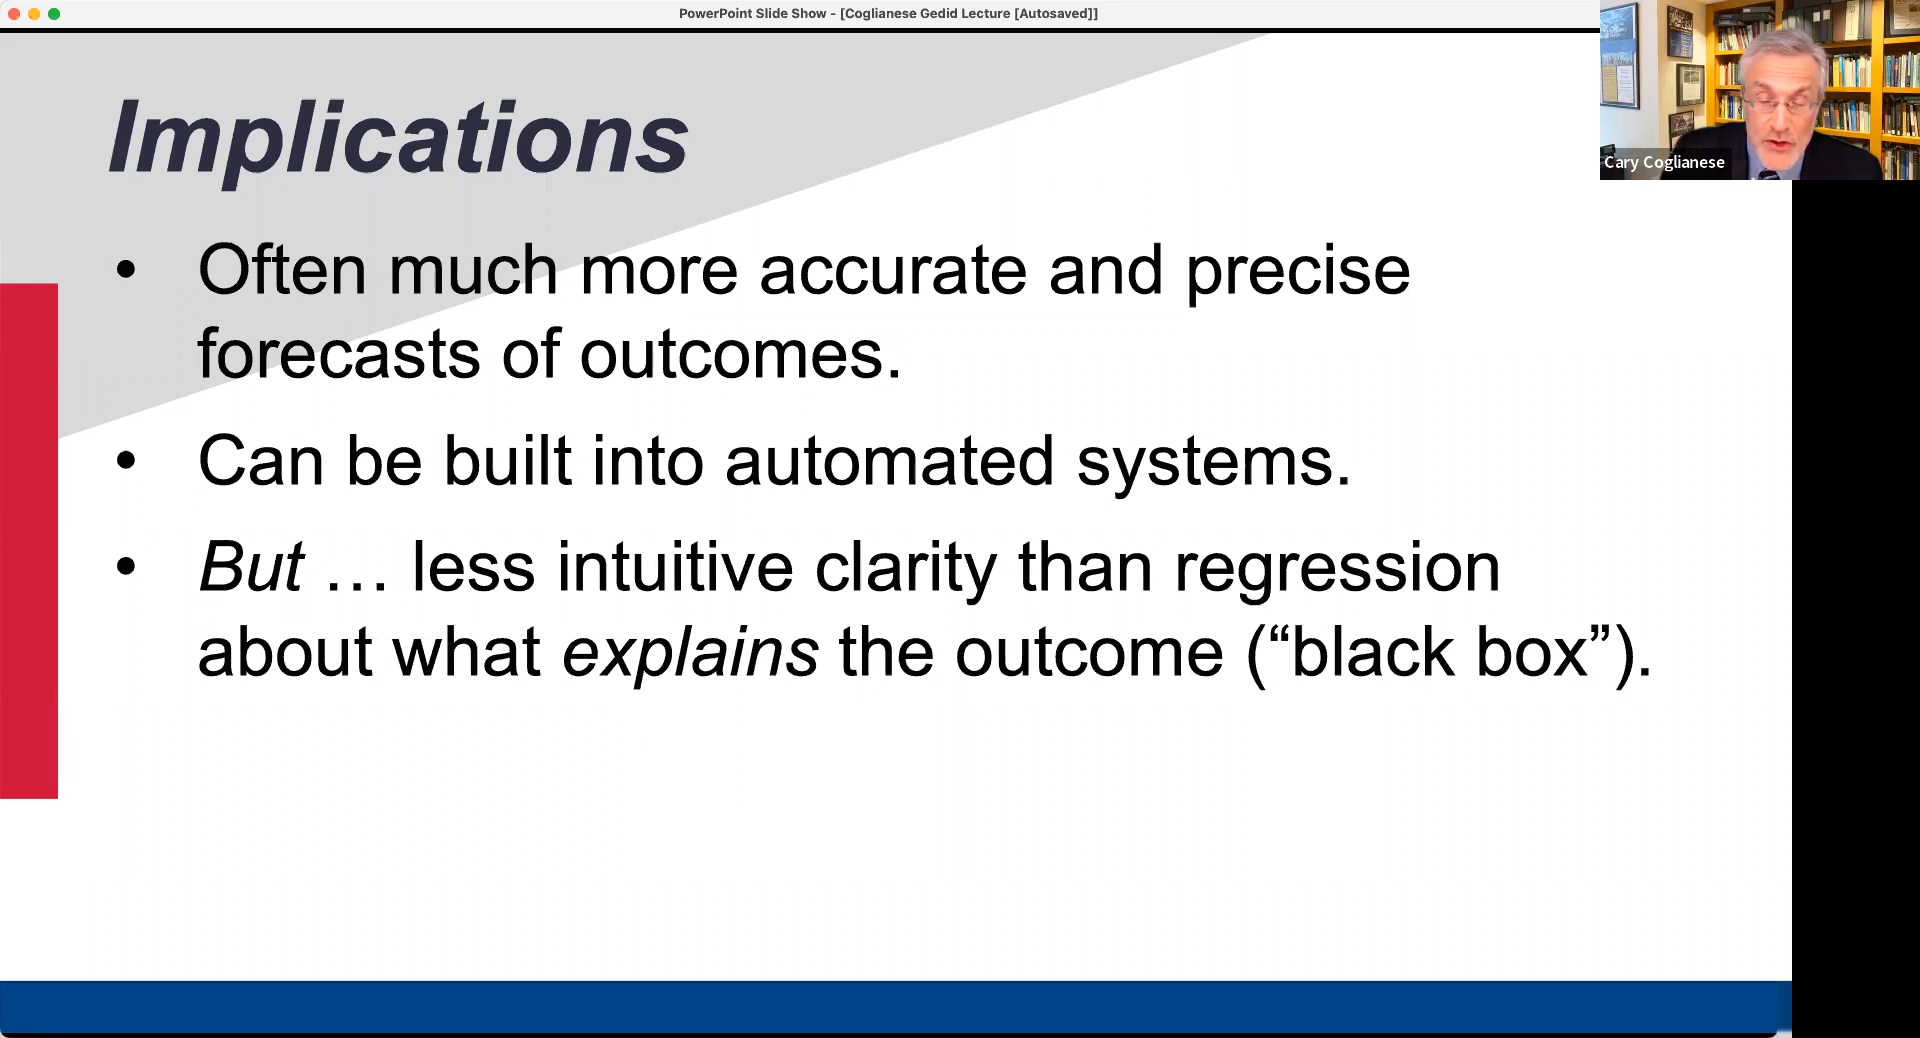 PowerPoint Slide Show - [Coglianese Gedid Lecture [Autosaved]]
Cary Coglianese
Implications
• Often much more accurate and precise
forecasts of outcomes.
• Can be built into automated systems.
• But … less intuitive clarity than regression
about what explains the outcome (“black box”).